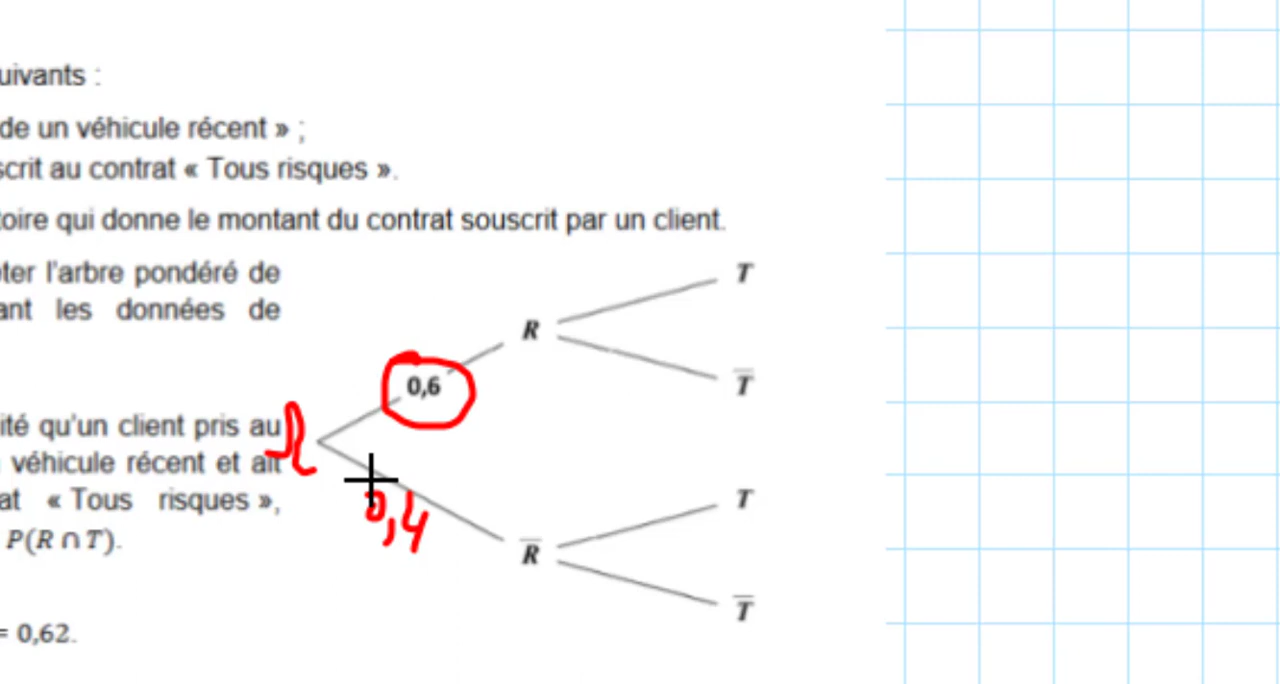 uivants :
de un véhicule récent » ;
scrit au contrat « Tous risques ».
toire qui donne le montant du contrat souscrit par un client.
ter l'arbre pondéré de
ant les données de
ité qu'un client pris au
véhicule récent et ait
at « Tous risques »,
P(R ∩ T).
= 0,62.
T
R
T̅
0,6
0,4
T
R̅
T̅